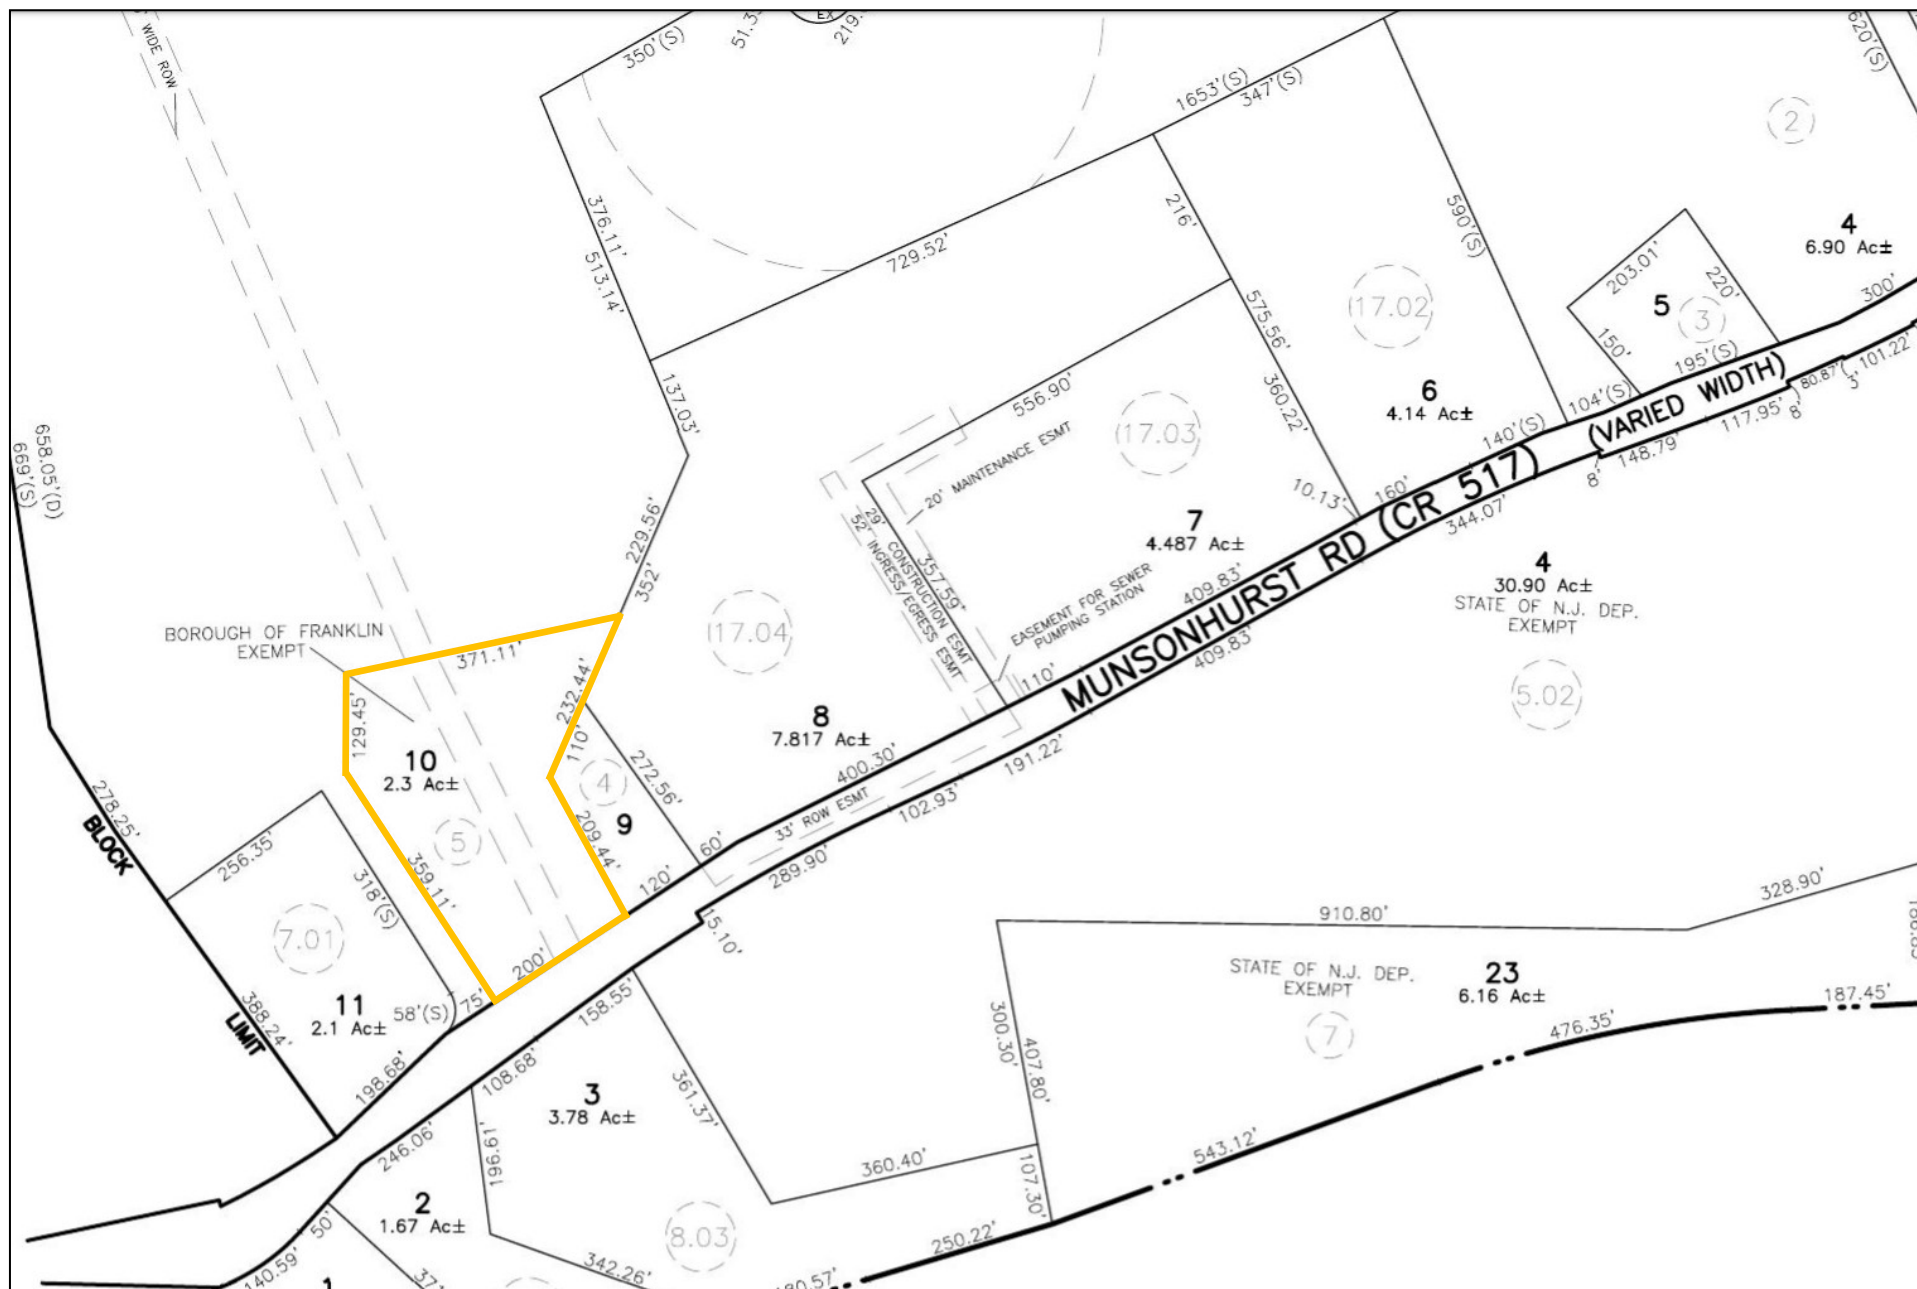 WIDE ROW
350'(S)
51.3
EX
219.
1653'(S)
347'(S)
620'(S)
2
376.11'
513.14'
729.52'
216'
590'(S)
4
6.90 Ac±
203.01'
220'
5
3
150'
195'(S)
300'
575.56'
360.22'
17.02
6
4.14 Ac±
137.03'
556.90'
17.03
20' MAINTENANCE ESMT
10.13'
160'
140'(S)
104'(S)
(VARIED WIDTH)
80.87'
3'
101.22'
8'
117.95'
148.79'
8'
344.07'
658.05'(D)
669'(S)
229.56'
352'
29' CONSTRUCTION ESMT
52' INGRESS/EGRESS ESMT
357.59'
7
4.487 Ac±
EASEMENT FOR SEWER
PUMPING STATION
409.83'
MUNSONHURST RD (CR 517)
409.83'
4
30.90 Ac±
STATE OF N.J. DEP.
EXEMPT
5.02
BOROUGH OF FRANKLIN
EXEMPT
371.11'
17.04
110'
129.45'
232.44'
110'
8
7.817 Ac±
10
2.3 Ac±
4
272.56'
400.30'
191.22'
278.25'
BLOCK
LIMIT
256.35'
318'(S)
359.11'
5
209.44'
9
60'
33' ROW ESMT
102.93'
289.90'
120'
15.10'
7.01
200'
75'
58'(S)
11
2.1 Ac±
388.24'
198.68'
158.55'
108.68'
246.06'
910.80'
328.90'
STATE OF N.J. DEP.
EXEMPT
23
6.16 Ac±
7
187.45'
476.35'
300.30'
407.80'
543.12'
3
3.78 Ac±
361.37'
196.61'
360.40'
107.30'
2
1.67 Ac±
50'
140.59'
8.03
342.26'
250.22'
80.57'
371
1